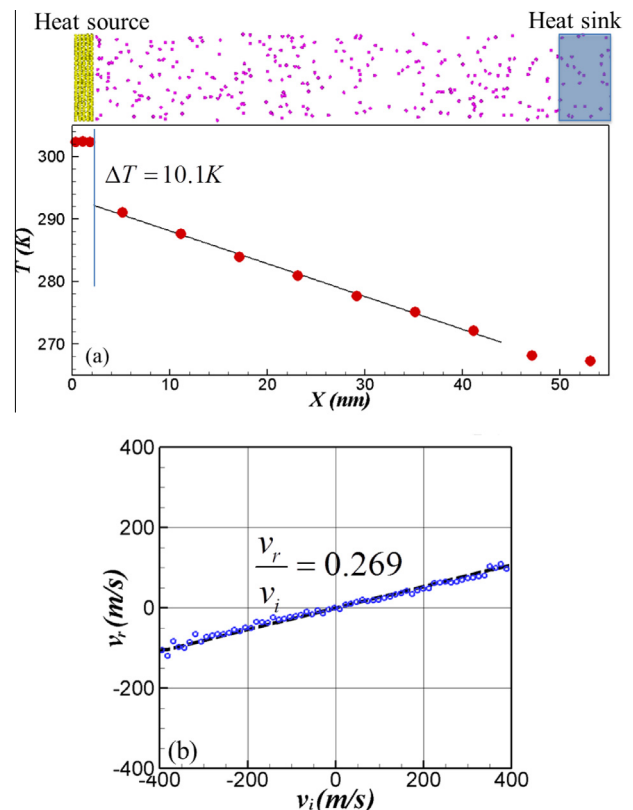 Heat source
Heat sink
300
ΔT = 10.1K
290
T (K)
280
270
(a)
0
10
20
30
40
50
X (nm)
400
200
v_r/v_i = 0.269
0
v_r (m/s)
-200
(b)
-400
-400
-200
0
200
400
v_i (m/s)